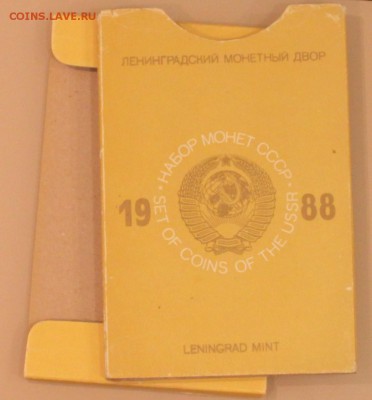 COINS.LAVE.RU
ЛЕНИНГРАДСКИЙ МОНЕТНЫЙ ДВОР
НАБОР МОНЕТ СССР
19 88
SET OF COINS OF THE USSR
LENINGRAD MINT